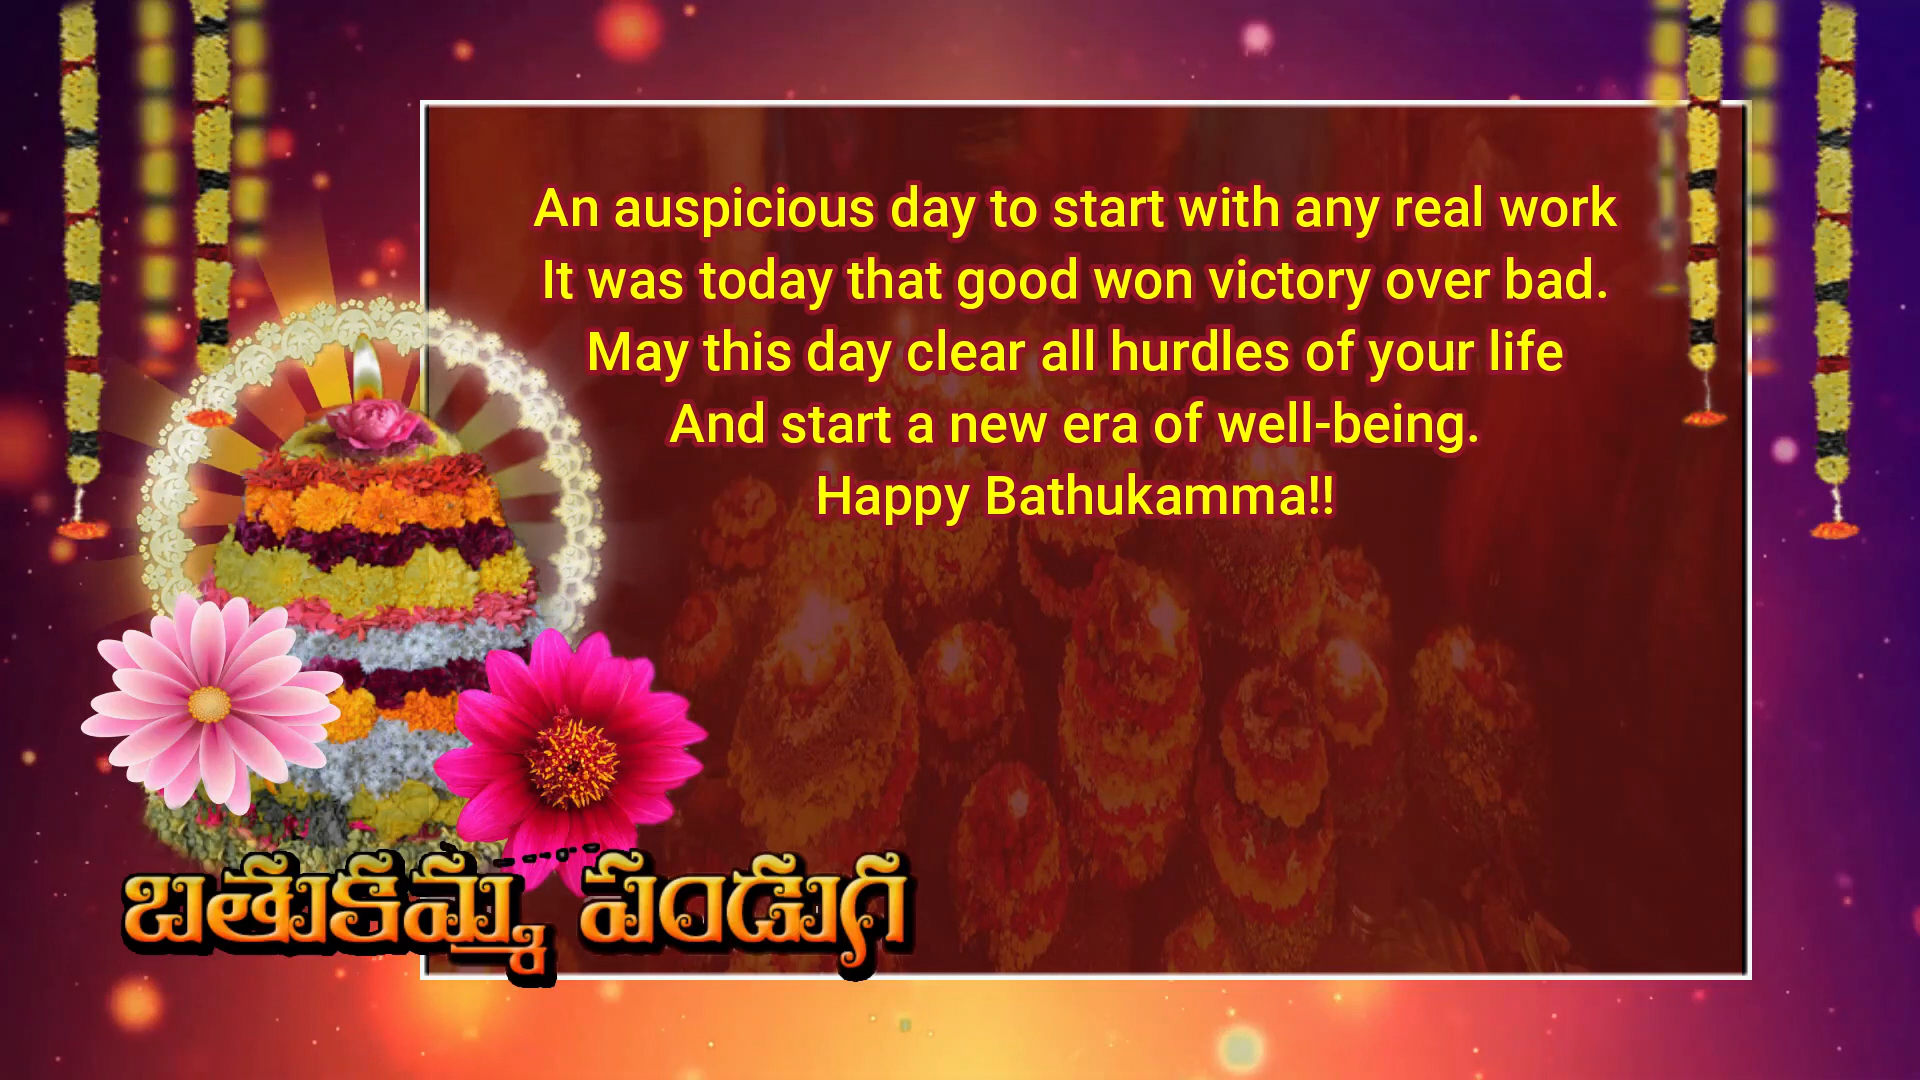 An auspicious day to start with any real work
It was today that good won victory over bad.
May this day clear all hurdles of your life
And start a new era of well-being.
Happy Bathukamma!!
బతుకమ్మ పండుగ